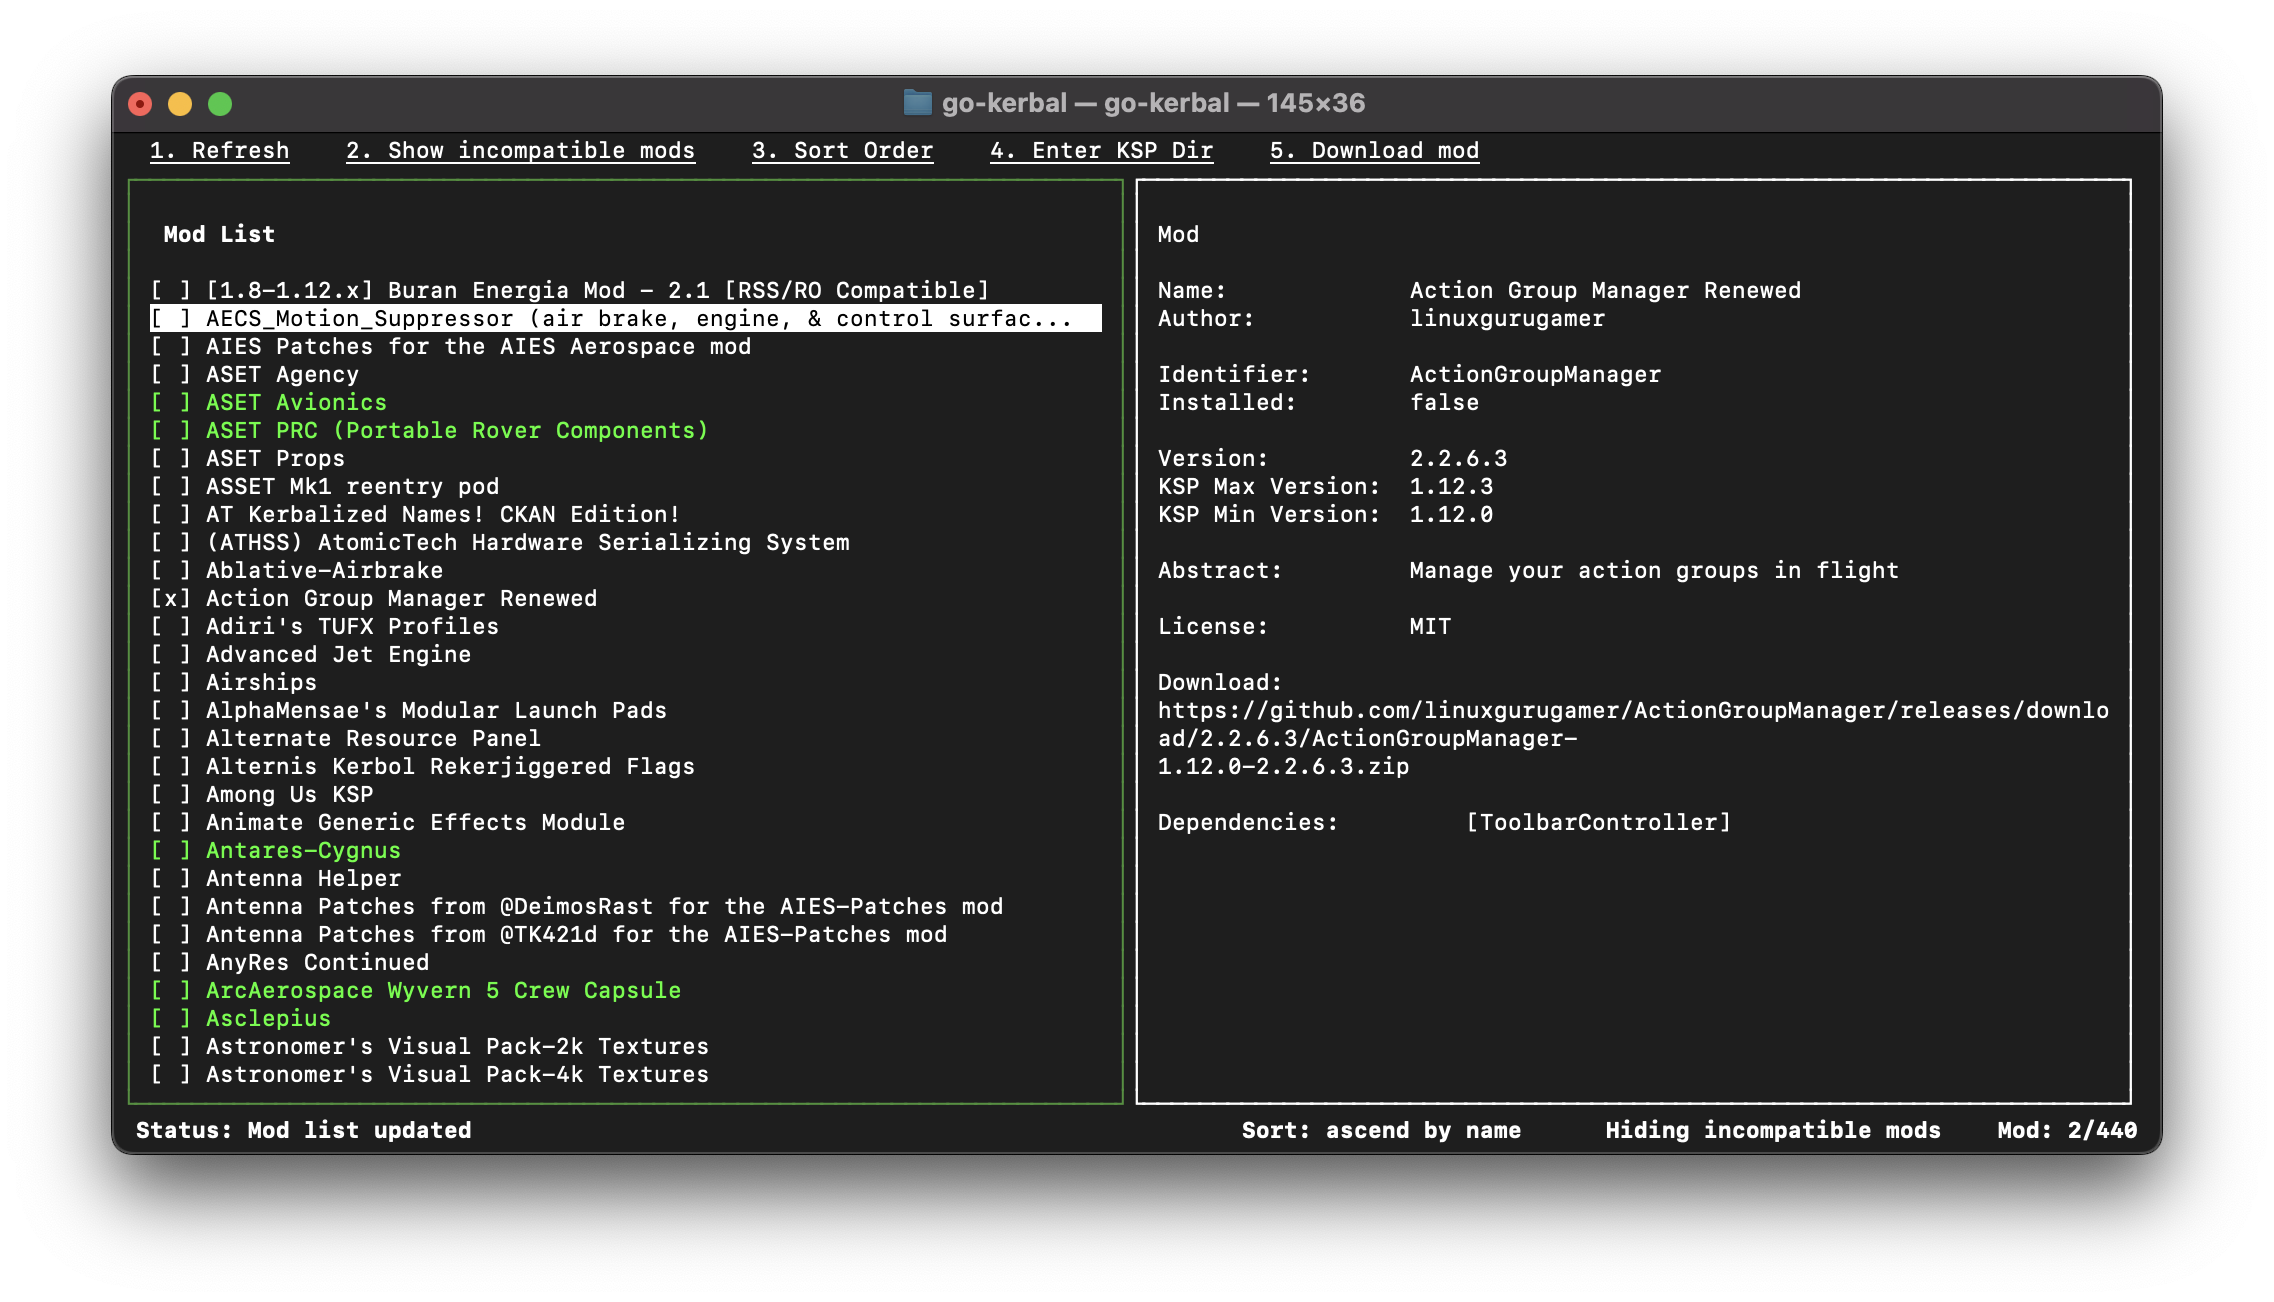 go-kerbal — go-kerbal — 145×36
1. Refresh 2. Show incompatible mods 3. Sort Order 4. Enter KSP Dir 5. Download mod
Mod List
[ ] [1.8-1.12.x] Buran Energia Mod - 2.1 [RSS/RO Compatible]
[ ] AECS_Motion_Suppressor (air brake, engine, & control surfac...
[ ] AIES Patches for the AIES Aerospace mod
[ ] ASET Agency
[ ] ASET Avionics
[ ] ASET PRC (Portable Rover Components)
[ ] ASET Props
[ ] ASSET Mk1 reentry pod
[ ] AT Kerbalized Names! CKAN Edition!
[ ] (ATHSS) AtomicTech Hardware Serializing System
[ ] Ablative-Airbrake
[x] Action Group Manager Renewed
[ ] Adiri's TUFX Profiles
[ ] Advanced Jet Engine
[ ] Airships
[ ] AlphaMensae's Modular Launch Pads
[ ] Alternate Resource Panel
[ ] Alternis Kerbol Rekerjiggered Flags
[ ] Among Us KSP
[ ] Animate Generic Effects Module
[ ] Antares-Cygnus
[ ] Antenna Helper
[ ] Antenna Patches from @DeimosRast for the AIES-Patches mod
[ ] Antenna Patches from @TK421d for the AIES-Patches mod
[ ] AnyRes Continued
[ ] ArcAerospace Wyvern 5 Crew Capsule
[ ] Asclepius
[ ] Astronomer's Visual Pack-2k Textures
[ ] Astronomer's Visual Pack-4k Textures
Mod
Name: Action Group Manager Renewed
Author: linuxgurugamer
Identifier: ActionGroupManager
Installed: false
Version: 2.2.6.3
KSP Max Version: 1.12.3
KSP Min Version: 1.12.0
Abstract: Manage your action groups in flight
License: MIT
Download:
https://github.com/linuxgurugamer/ActionGroupManager/releases/downlo
ad/2.2.6.3/ActionGroupManager-
1.12.0-2.2.6.3.zip
Dependencies: [ToolbarController]
Status: Mod list updated Sort: ascend by name Hiding incompatible mods Mod: 2/440